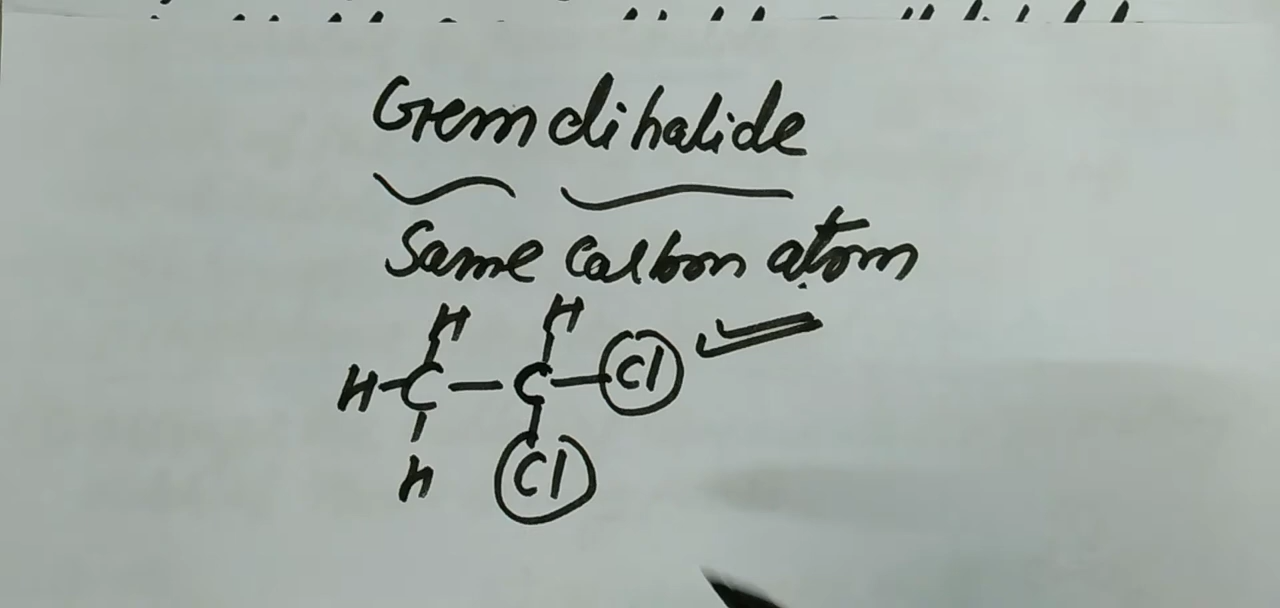 Gem dihalide
Same carbon atom
H H
H-C-C-Cl
H Cl